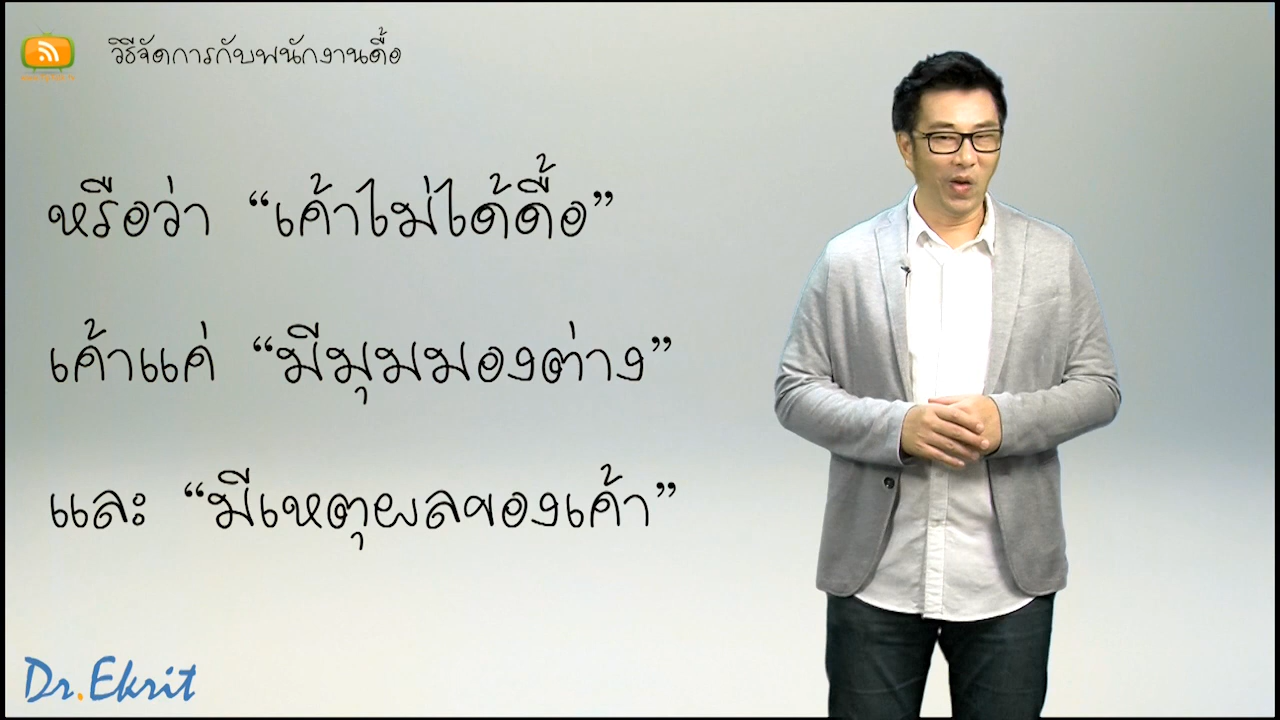 วิธีจัดการกับพนักงานดื้อ
หรือว่า “เค้าไม่ได้ดื้อ”
เค้าแค่ “มีมุมมองต่าง”
และ “มีเหตุผลของเค้า”
Dr.Ekrit